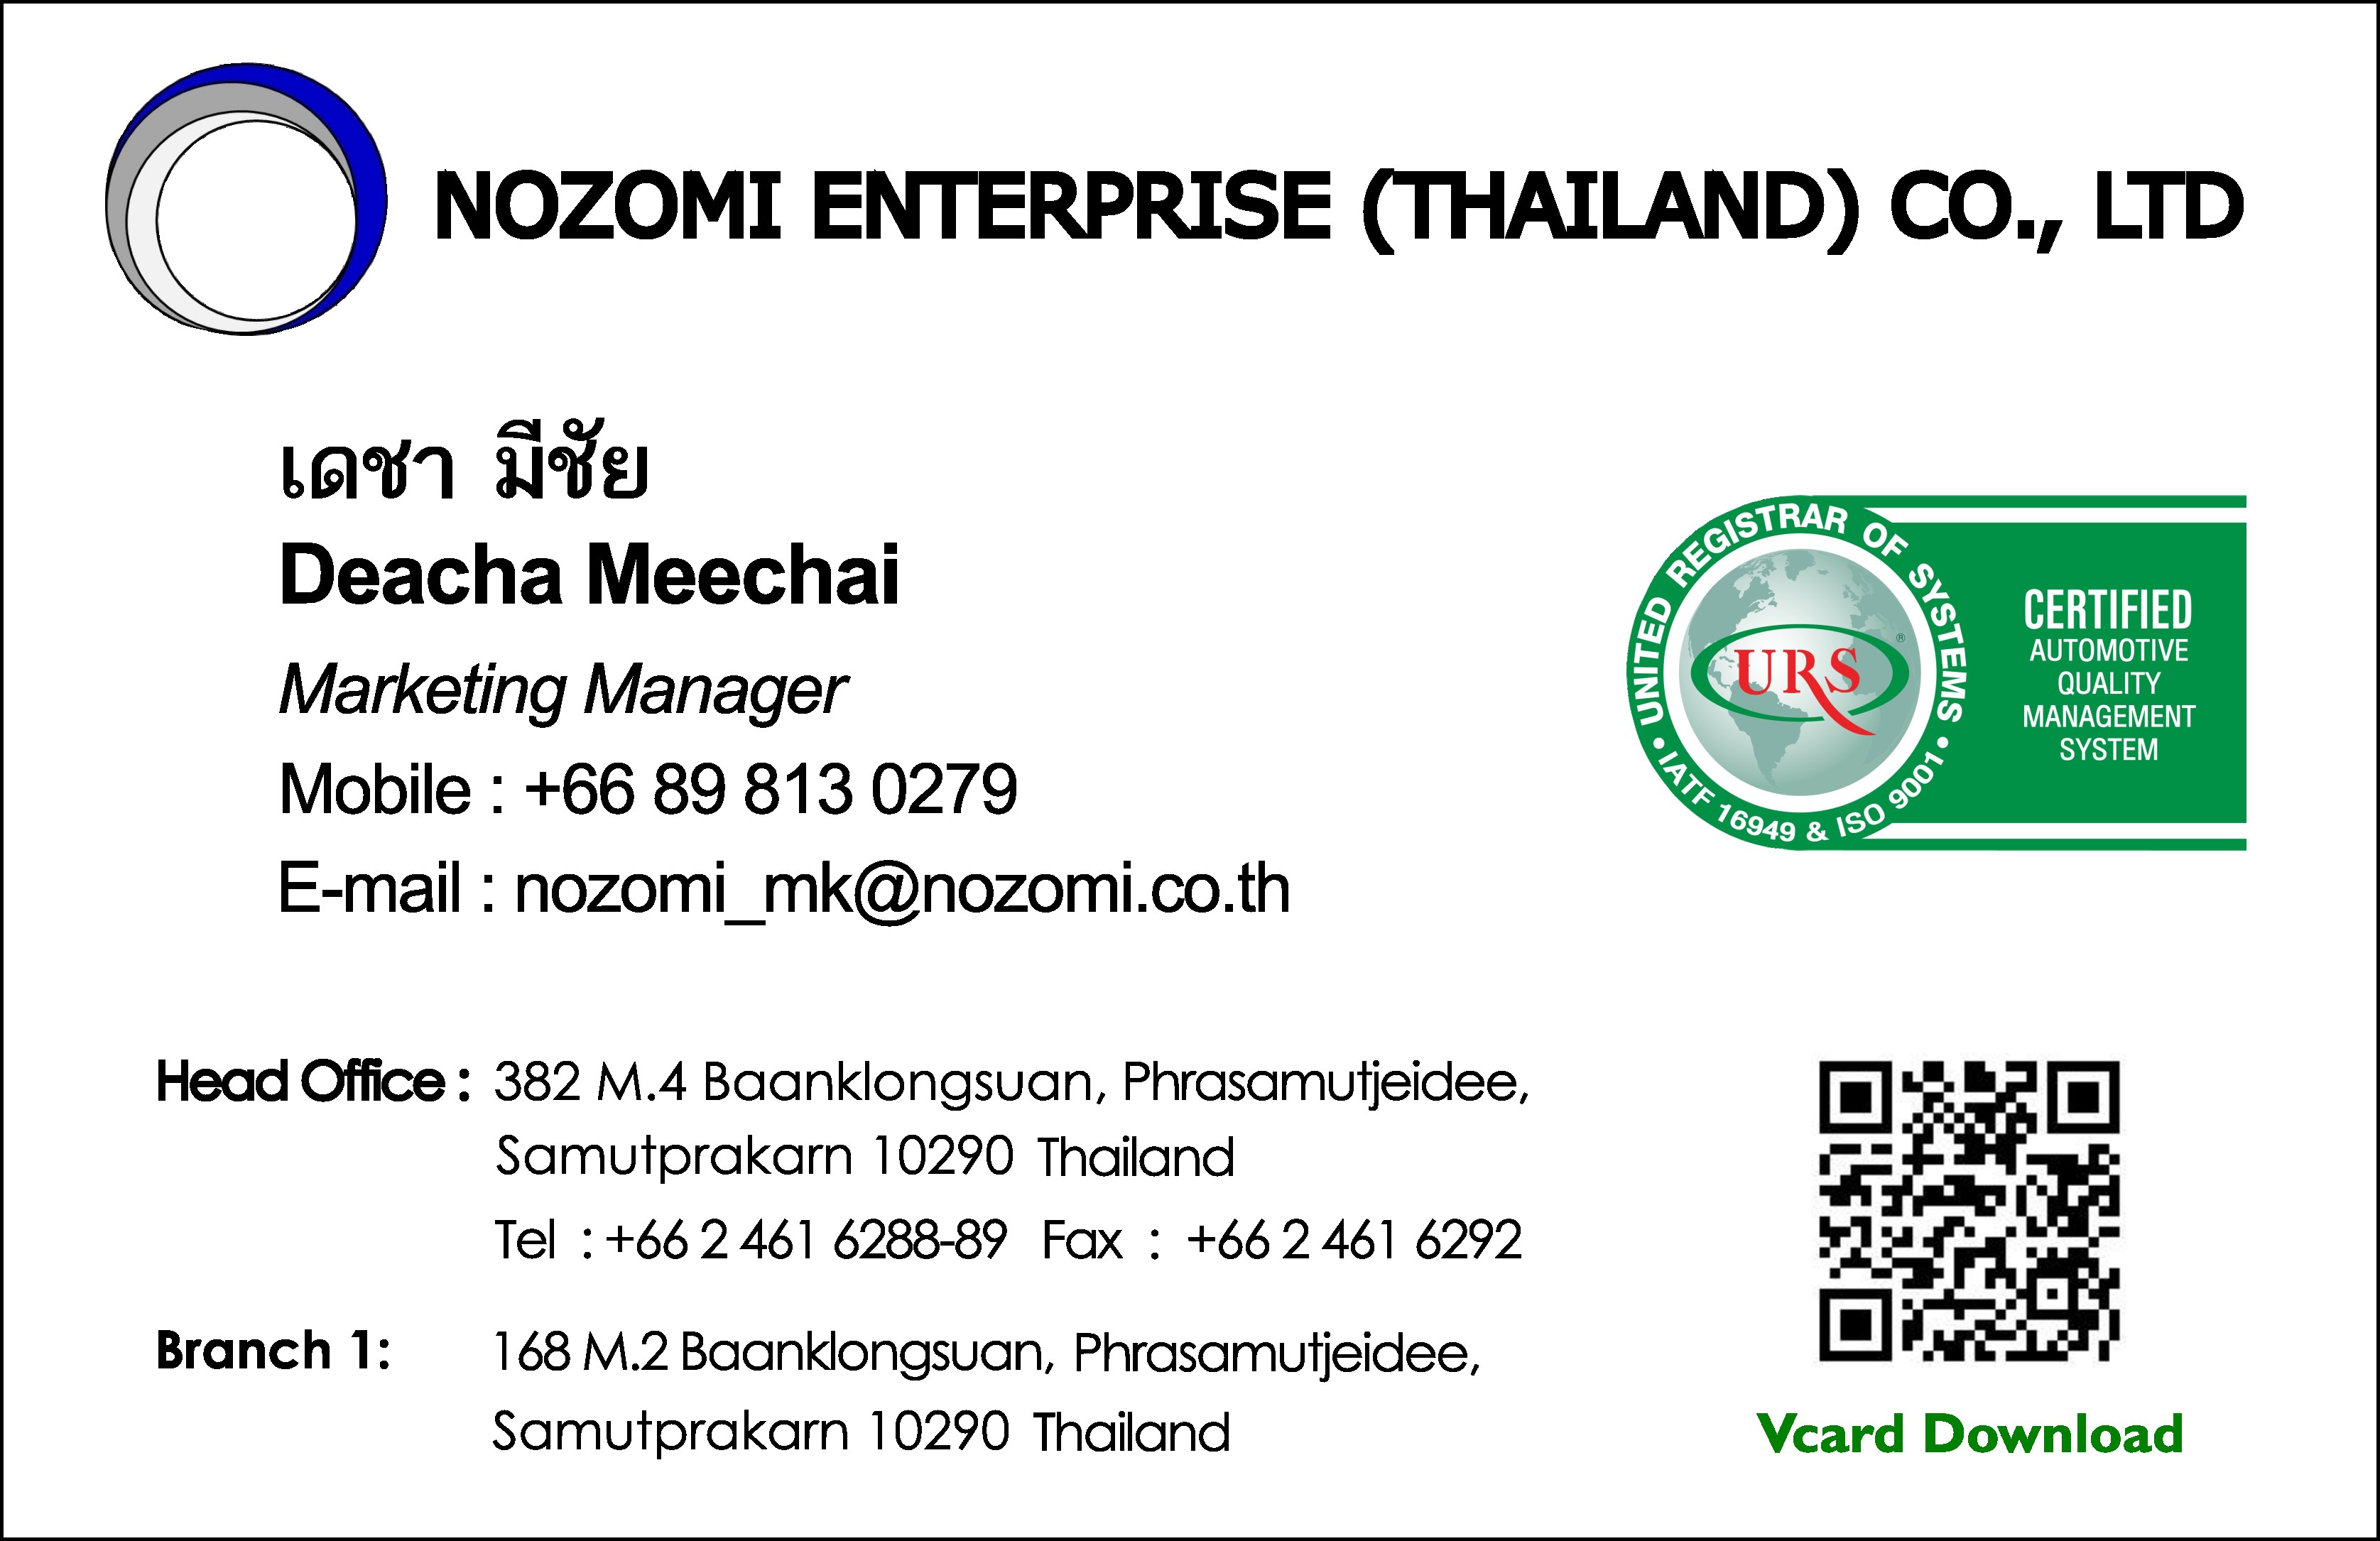 NOZOMI ENTERPRISE (THAILAND) CO., LTD
เดชา มีชัย
Deacha Meechai
Marketing Manager
Mobile : +66 89 813 0279
E-mail : nozomi_mk@nozomi.co.th
UNITED REGISTRAR OF SYSTEMS
• IATF 16949 & ISO 9001 •
URS ®
CERTIFIED
AUTOMOTIVE
QUALITY
MANAGEMENT
SYSTEM
Head Office : 382 M.4 Baanklongsuan, Phrasamutjeidee,
Samutprakarn 10290 Thailand
Tel : +66 2 461 6288-89 Fax : +66 2 461 6292
Branch 1: 168 M.2 Baanklongsuan, Phrasamutjeidee,
Samutprakarn 10290 Thailand
Vcard Download